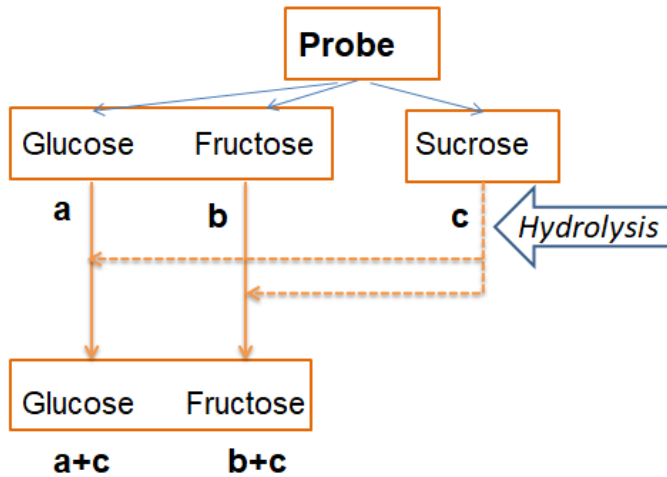 Probe
Glucose Fructose
Sucrose
a
b
c
Hydrolysis
Glucose Fructose
a+c
b+c